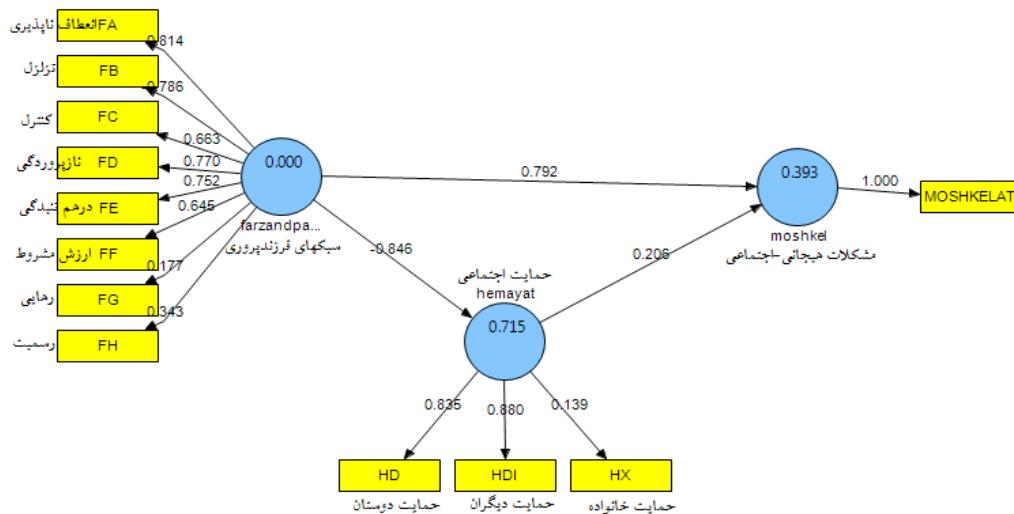 انعطاف ناپذیری FA
0.814
تزلزل FB
-0.786
کنترل FC
0.663
نازپروردگی FD
0.770
درهم تنیدگی FE
0.752
ارزش مشروط FF
0.645
رهایی FG
0.177
رسمیت FH
0.343
0.000
farzandpa...
سبکهای فرزندپروری
0.792
-0.846
0.393
moshkel
مشکلات هیجانی -اجتماعی
1.000
MOSHKELAT
0.206
حمایت اجتماعی
hemayat
0.715
0.835
0.880
0.139
HD
HDI
HX
حمایت دوستان
حمایت دیگران
حمایت خانواده